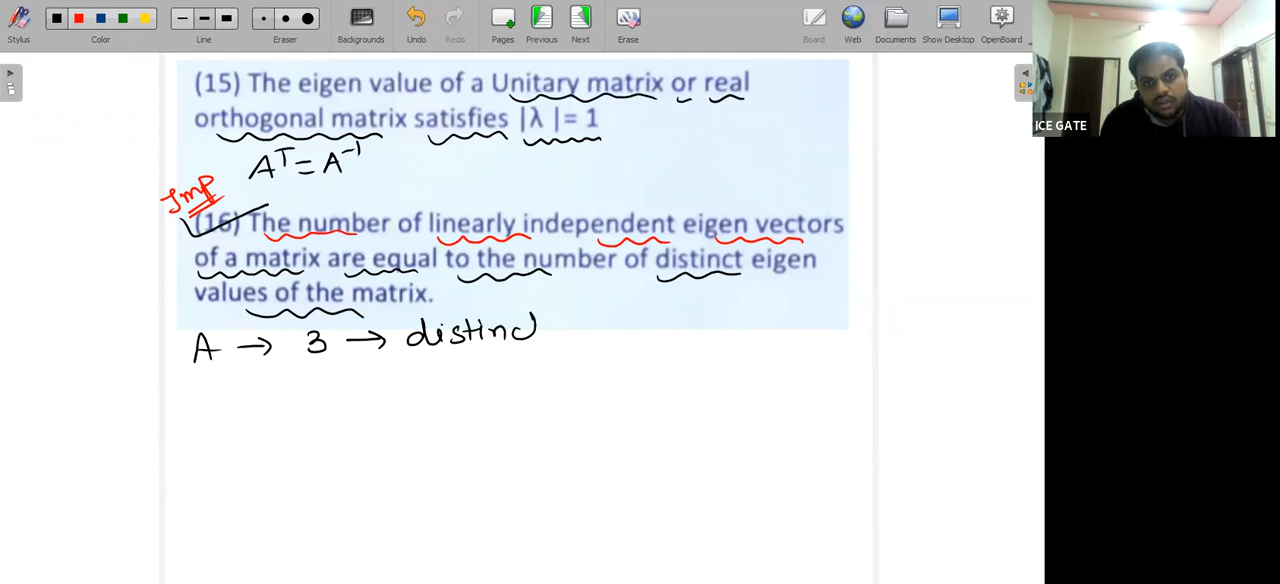 Stylus Color Line Eraser Backgrounds Undo Redo Pages Previous Next Erase Board Web Documents Show Desktop OpenBoard
ICE GATE
(15) The eigen value of a Unitary matrix or real
orthogonal matrix satisfies |λ |= 1
Aᵀ = A⁻¹
Imp
(16) The number of linearly independent eigen vectors
of a matrix are equal to the number of distinct eigen
values of the matrix.
A → 3 → distinc